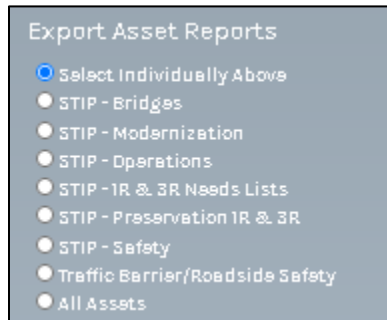 Export Asset Reports
Select Individually Above
STIP - Bridges
STIP - Modernization
STIP - Operations
STIP - 1R & 3R Needs Lists
STIP - Preservation 1R & 3R
STIP - Safety
Traffic Barrier/Roadside Safety
All Assets